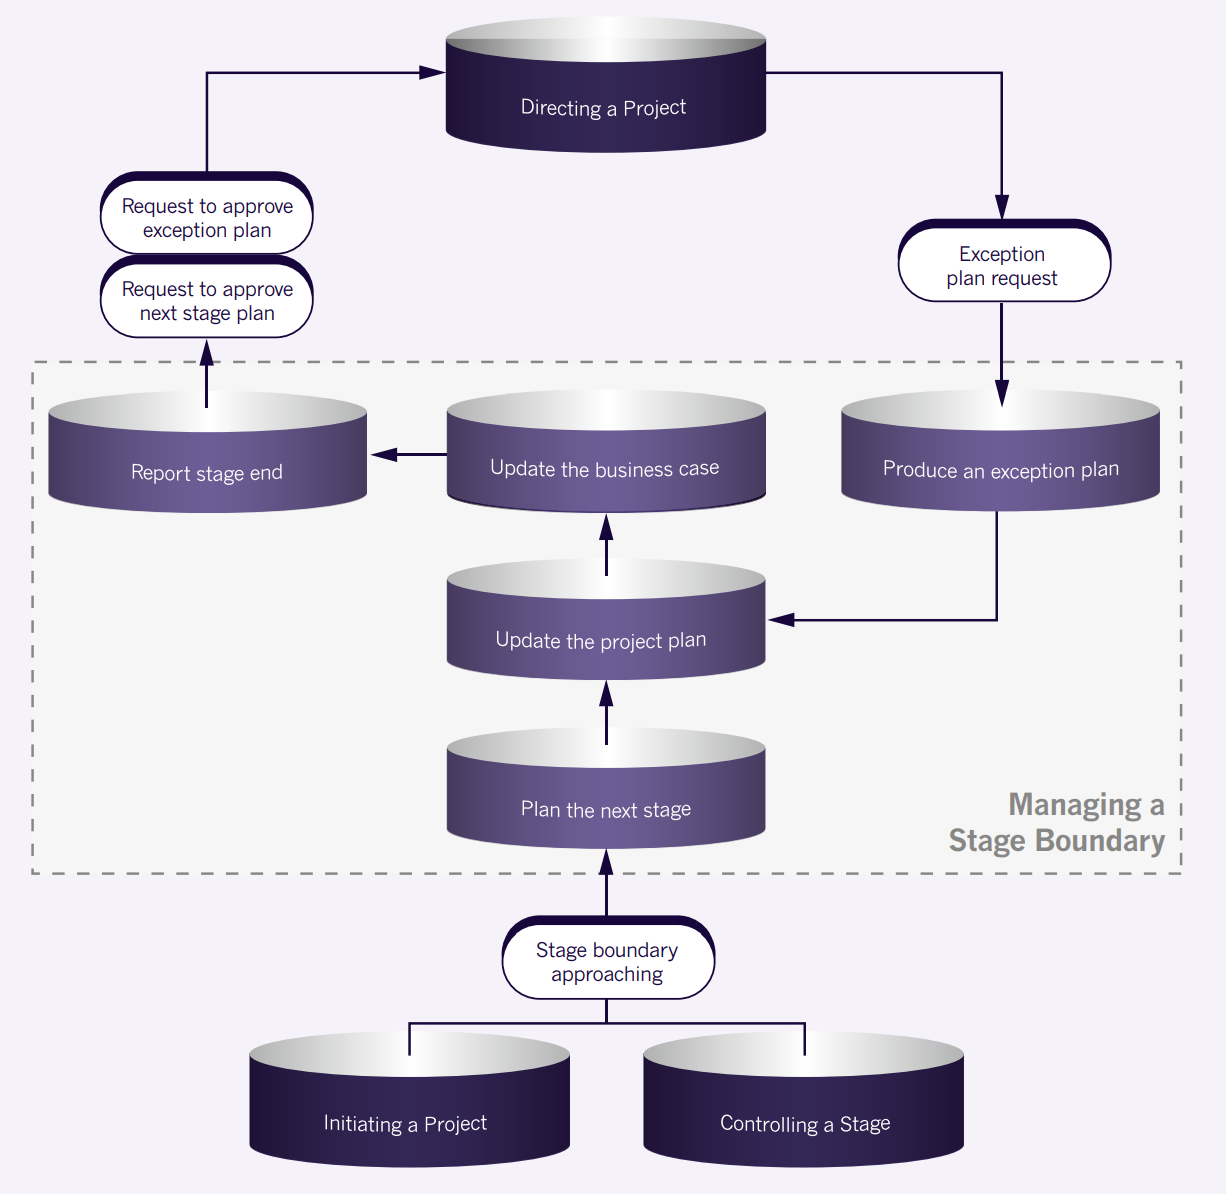 Directing a Project
Request to approve
exception plan
Request to approve
next stage plan
Exception
plan request
Report stage end
Update the business case
Produce an exception plan
Update the project plan
Plan the next stage
Managing a
Stage Boundary
Stage boundary
approaching
Initiating a Project
Controlling a Stage